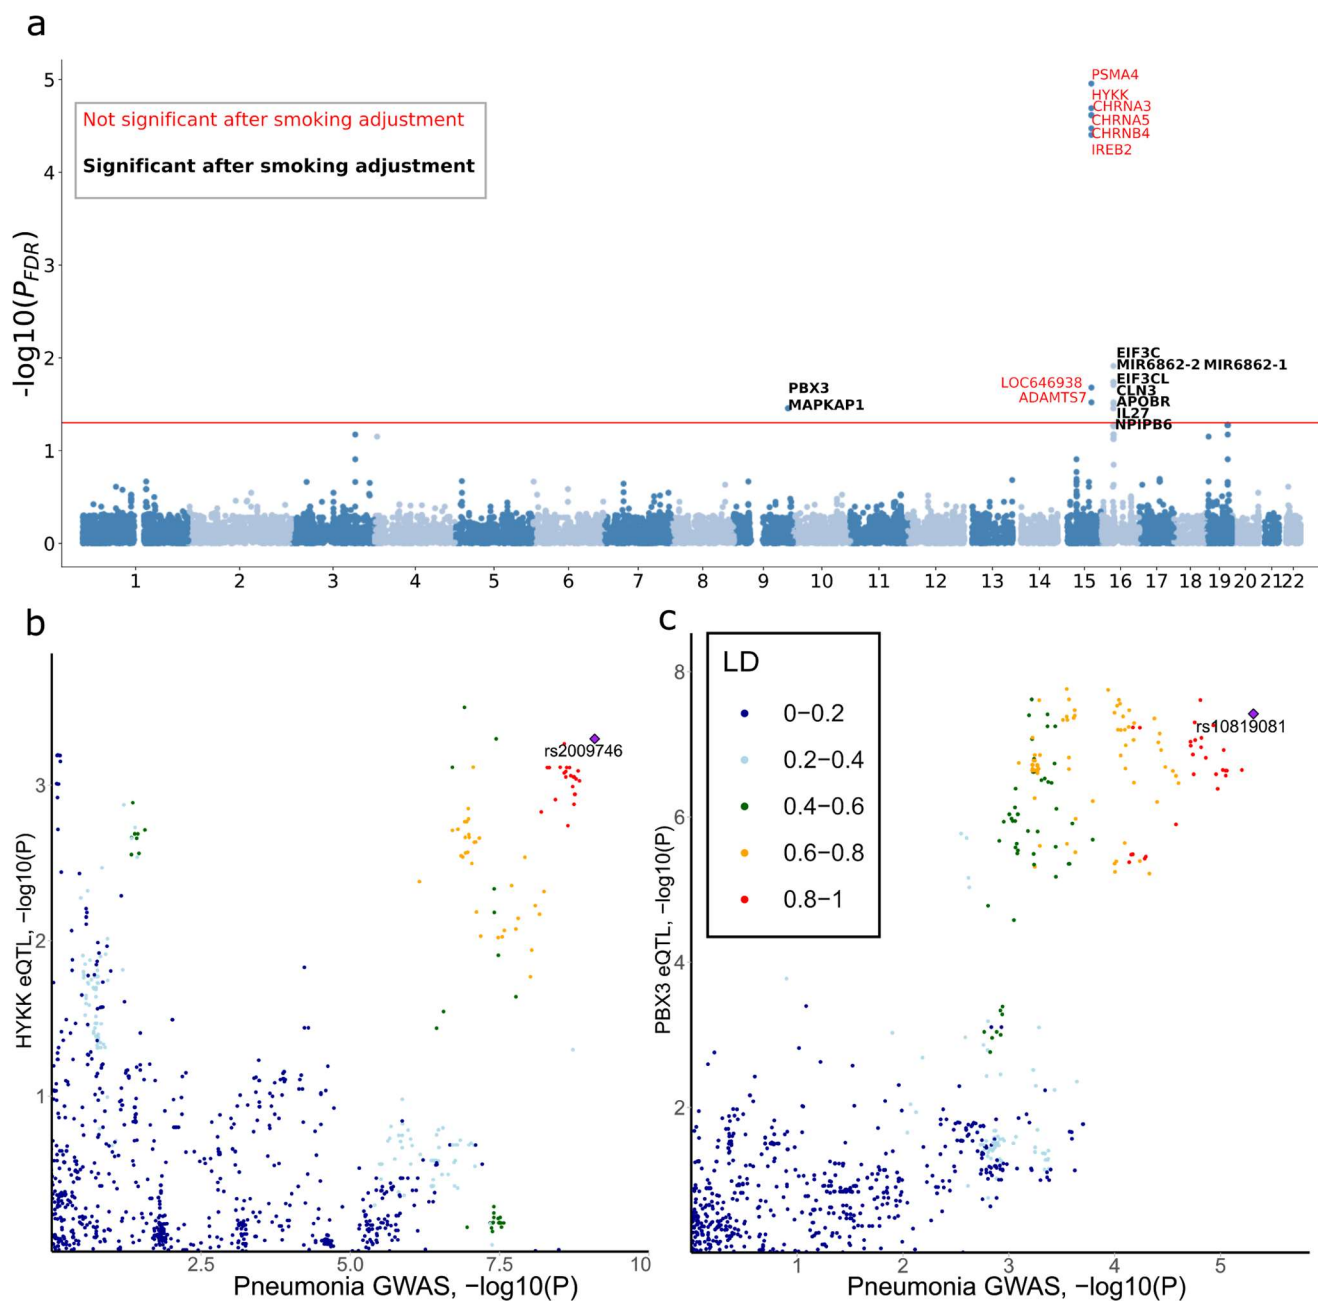 a
5
4
3
2
1
0
-log10(P_FDR)
Not significant after smoking adjustment
Significant after smoking adjustment
PSMA4
HYKK
CHRNA3
CHRNA5
CHRNB4
IREB2
LOC646938
ADAMTS7
PBX3
MAPKAP1
EIF3C
MIR6862-2 MIR6862-1
EIF3CL
CLN3
APOBR
IL27
NPIPB6
1 2 3 4 5 6 7 8 9 10 11 12 13 14 15 16 17 18 19 20 21 22
b
HYKK eQTL, −log10(P)
3
2
1
rs2009746
2.5 5.0 7.5 10
Pneumonia GWAS, −log10(P)
c
PBX3 eQTL, −log10(P)
8
6
4
2
LD
0−0.2
0.2−0.4
0.4−0.6
0.6−0.8
0.8−1
rs10819081
1 2 3 4 5
Pneumonia GWAS, −log10(P)